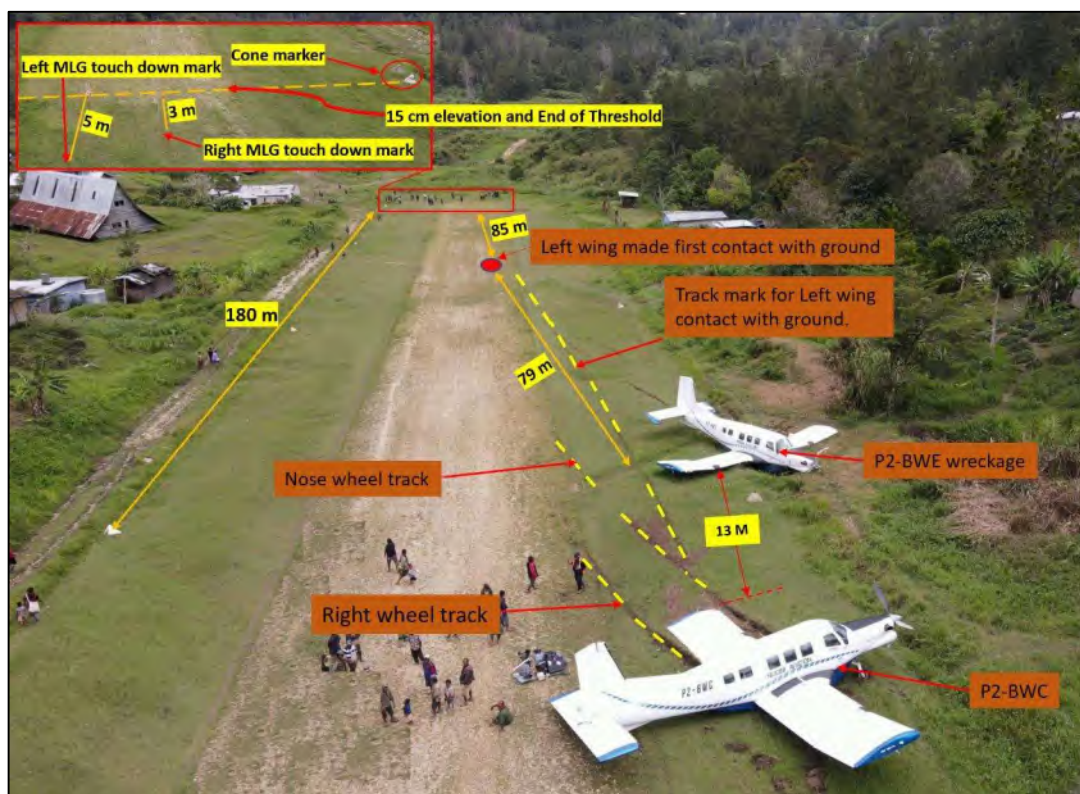 Left MLG touch down mark
Cone marker
5 m
3 m
15 cm elevation and End of Threshold
Right MLG touch down mark
85 m
Left wing made first contact with ground
Track mark for Left wing
contact with ground.
180 m
79 m
Nose wheel track
P2-BWE wreckage
13 M
Right wheel track
P2-BWC
P2-BWC